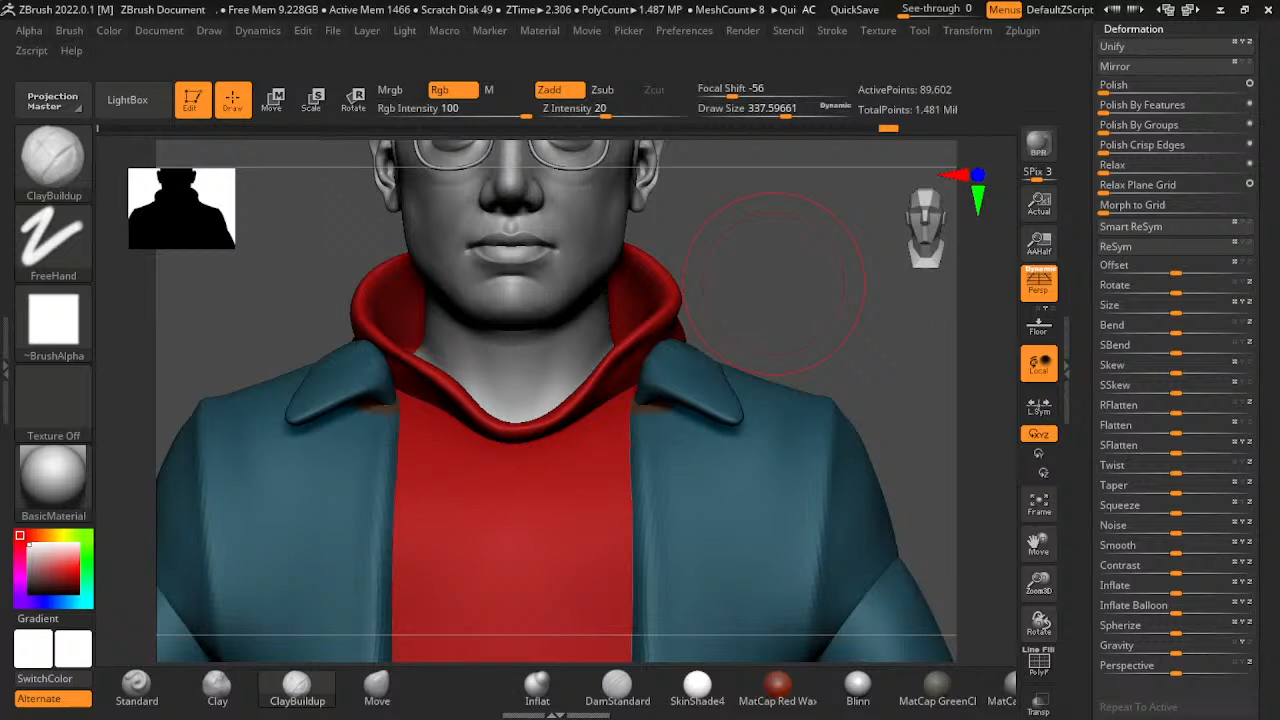 ZBrush 2022.0.1 [M]   ZBrush Document   . • Free Mem 9.228GB • Active Mem 1466 • Scratch Disk 49 • ZTime▸2.306 • PolyCount▸1.487 MP • MeshCount▸8 • Qui AC QuickSave See-through 0 Menus DefaultZScript
Alpha Brush Color Document Draw Dynamics Edit File Layer Light Macro Marker Material Movie Picker Preferences Render Stencil Stroke Texture Tool Transform Zplugin
Zscript Help
Projection Master
LightBox
Edit
Draw
Move
Scale
Rotate
Mrgb Rgb M
Rgb Intensity 100
Zadd Zsub Zcut
Z Intensity 20
Focal Shift -56
Draw Size 337.59661 Dynamic
ActivePoints: 89,602
TotalPoints: 1.481 Mil
ClayBuildup
FreeHand
~BrushAlpha
Texture Off
BasicMaterial
Gradient
SwitchColor
Alternate
BPR
SPix 3
Actual
AAHalf
Dynamic
Persp
Floor
Local
L.Sym
XYZ
Frame
Move
Zoom3D
Rotate
Line Fill
PolyF
Transp
Deformation
Unify
Mirror
Polish
Polish By Features
Polish By Groups
Polish Crisp Edges
Relax
Relax Plane Grid
Morph to Grid
Smart ReSym
ReSym
Offset
Rotate
Size
Bend
SBend
Skew
SSkew
RFlatten
Flatten
SFlatten
Twist
Taper
Squeeze
Noise
Smooth
Contrast
Inflate
Inflate Balloon
Spherize
Gravity
Perspective
Repeat To Active
Standard Clay ClayBuildup Move Inflat DamStandard SkinShade4 MatCap Red Wax Blinn MatCap GreenCl MatCa